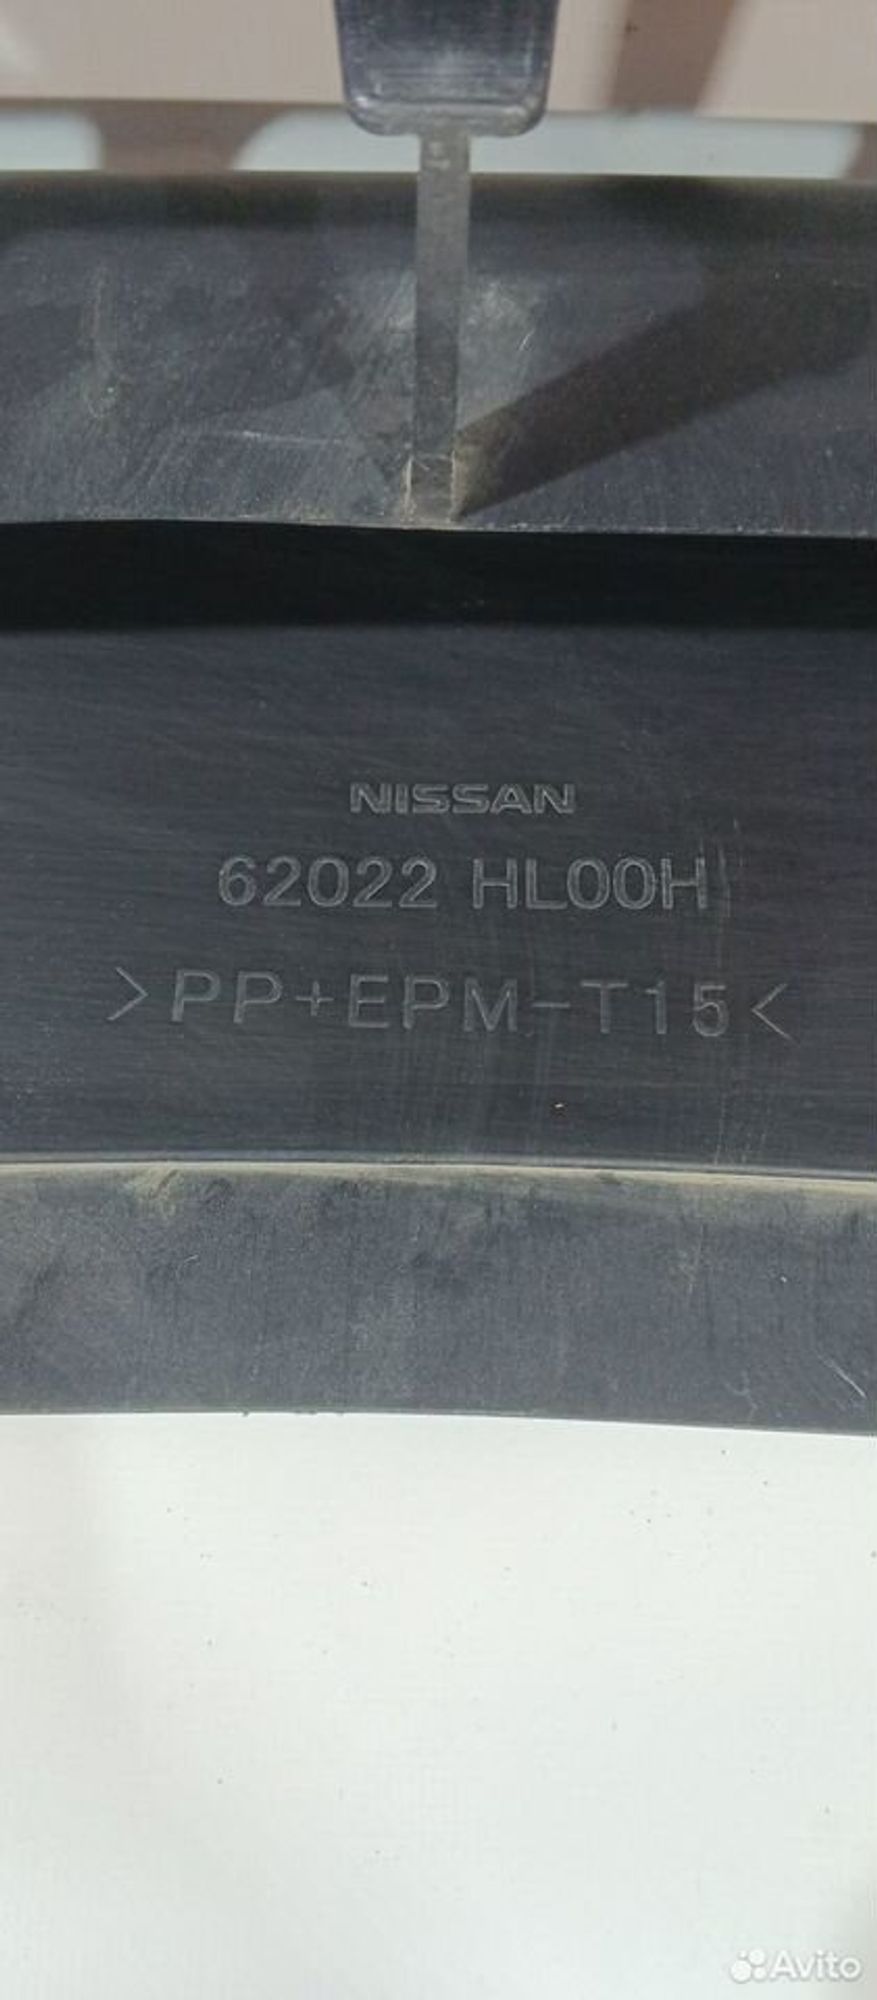 NISSAN
62022 HL00H
>PP+EPM-T15<
Avito